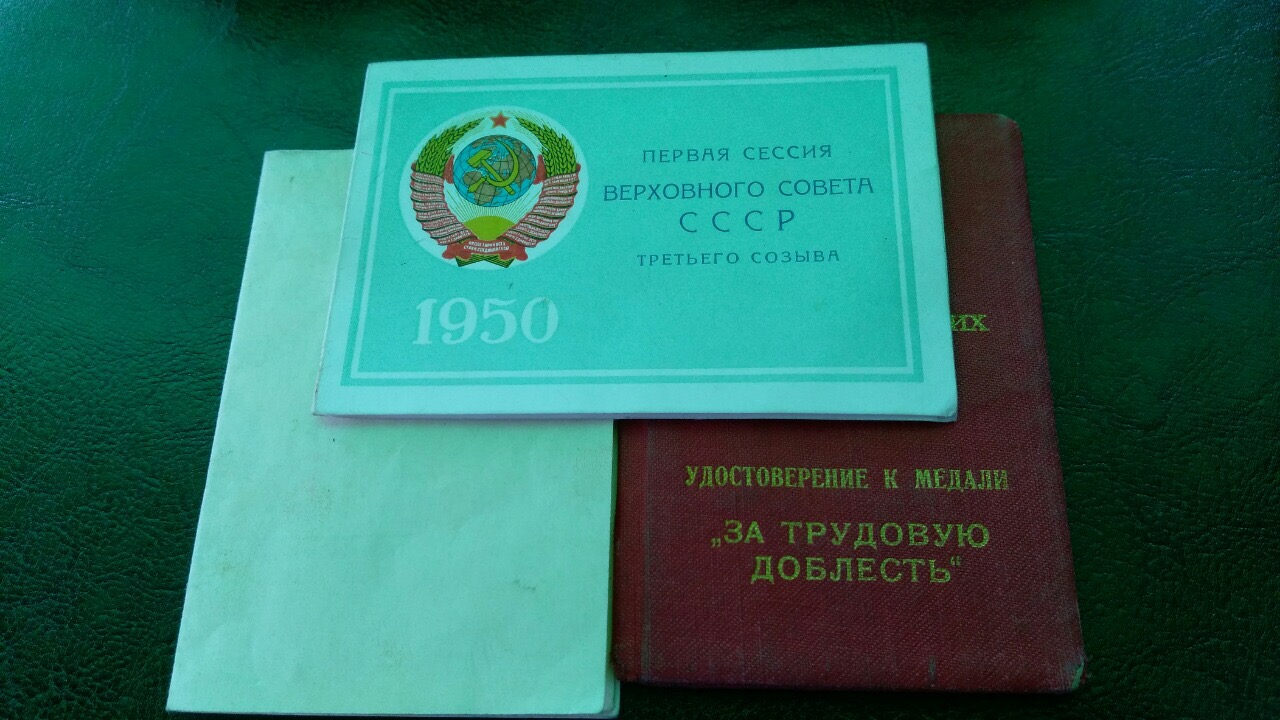 ПЕРВАЯ СЕССИЯ
ВЕРХОВНОГО СОВЕТА
СССР
ТРЕТЬЕГО СОЗЫВА
1950
УДОСТОВЕРЕНИЕ К МЕДАЛИ
„ЗА ТРУДОВУЮ
ДОБЛЕСТЬ“